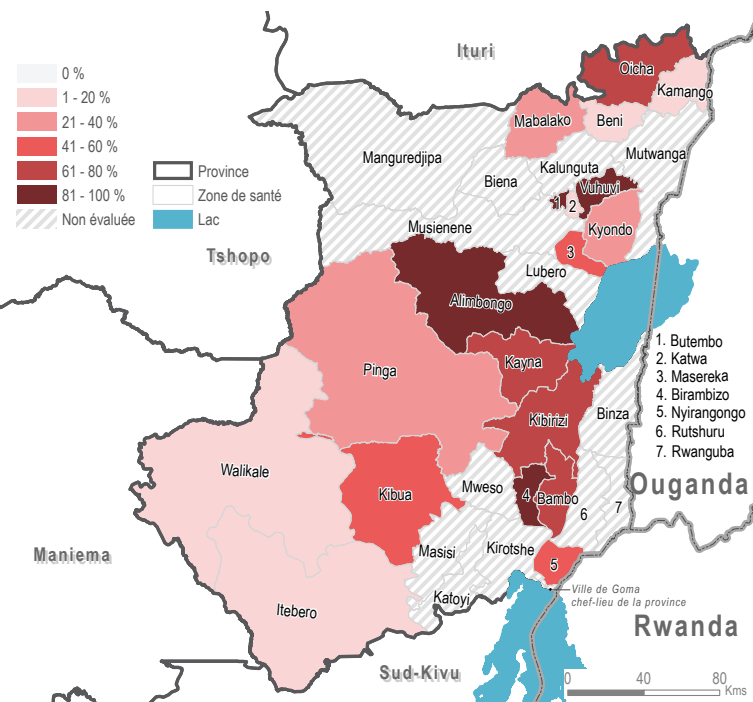 Ituri
0 %
1 - 20 %
21 - 40 %
41 - 60 %
61 - 80 %
81 - 100 %
Non évaluée
Province
Zone de santé
Lac
Oicha
Kamango
Mabalako
Beni
Mutwanga
Manguredjipa
Kalunguta
Biena
Vuhuvi
1
2
Kyondo
Musienene
3
Tshopo
Lubero
Alimbongo
1. Butembo
2. Katwa
3. Masereka
4. Birambizo
5. Nyirangongo
6. Rutshuru
7. Rwanguba
Kayna
Pinga
Binza
Kibirizi
Walikale
Mweso
Kibua
4
Bambo
6
7
Ouganda
Masisi
Kirotshe
5
Maniema
Katoyi
Itebero
Ville de Goma
chef-lieu de la province
Rwanda
Sud-Kivu
0 40 80
Kms